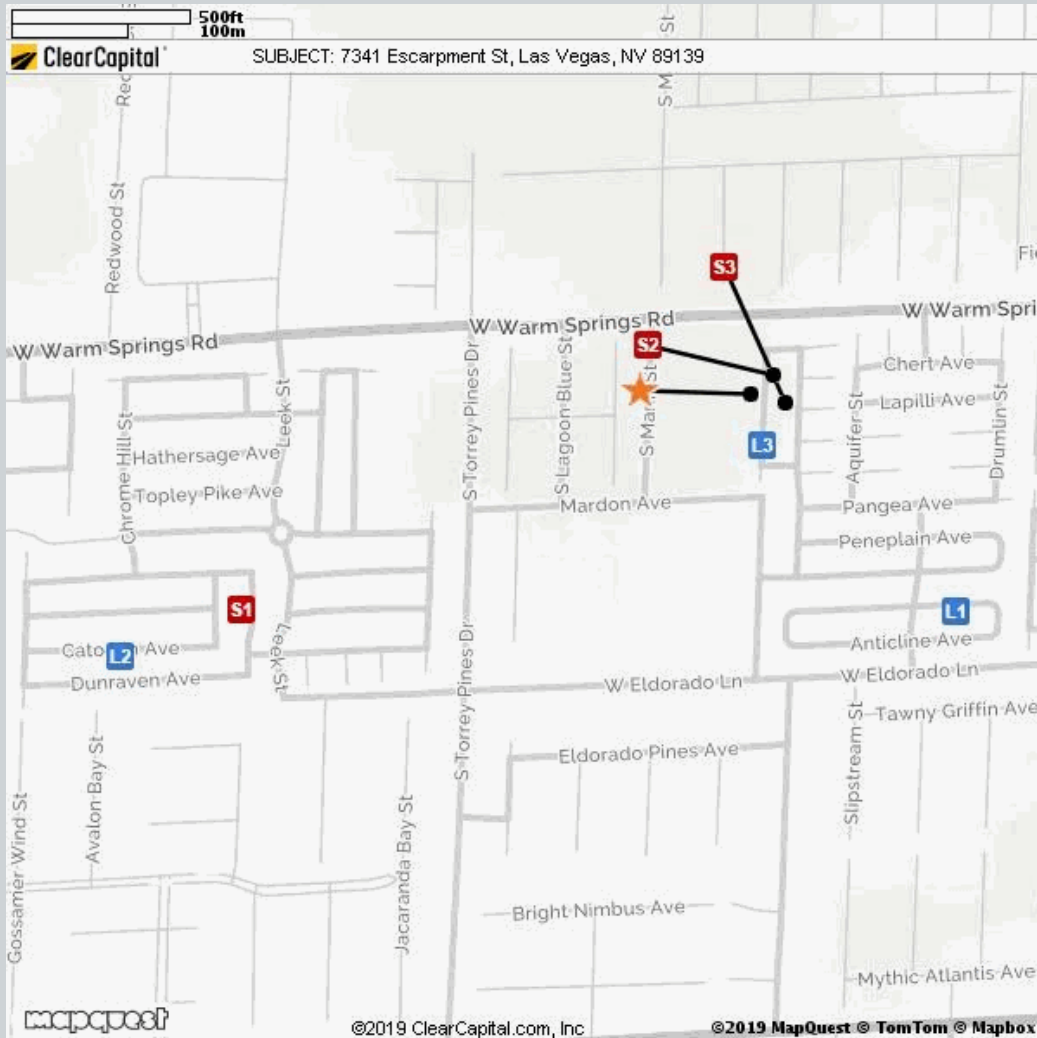 500ft
100m
ClearCapital
SUBJECT: 7341 Escarpment St, Las Vegas, NV 89139
Redwood St
S3
W Warm Springs Rd
W Warm Springs Rd
W Warm Spri
S2
Chert Ave
Lapilli Ave
S Torrey Pines Dr
S Lagoon Blue St
Leek St
Chrome Hill St
Aquifer St
Drumlin St
L3
Hathersage Ave
Topley Pike Ave
Mardon Ave
Pangea Ave
Peneplain Ave
S1
L1
Anticline Ave
L2
Ave
Dunraven Ave
Leek St
W Eldorado Ln
W Eldorado Ln
Tawny Griffin Ave
S Torrey Pines Dr
Eldorado Pines Ave
Slipstream St
Avalon Bay St
Gossamer Wind St
Jacaranda Bay St
Bright Nimbus Ave
Mythic Atlantis Ave
mapquest
©2019 ClearCapital.com, Inc
©2019 MapQuest © TomTom © Mapbox